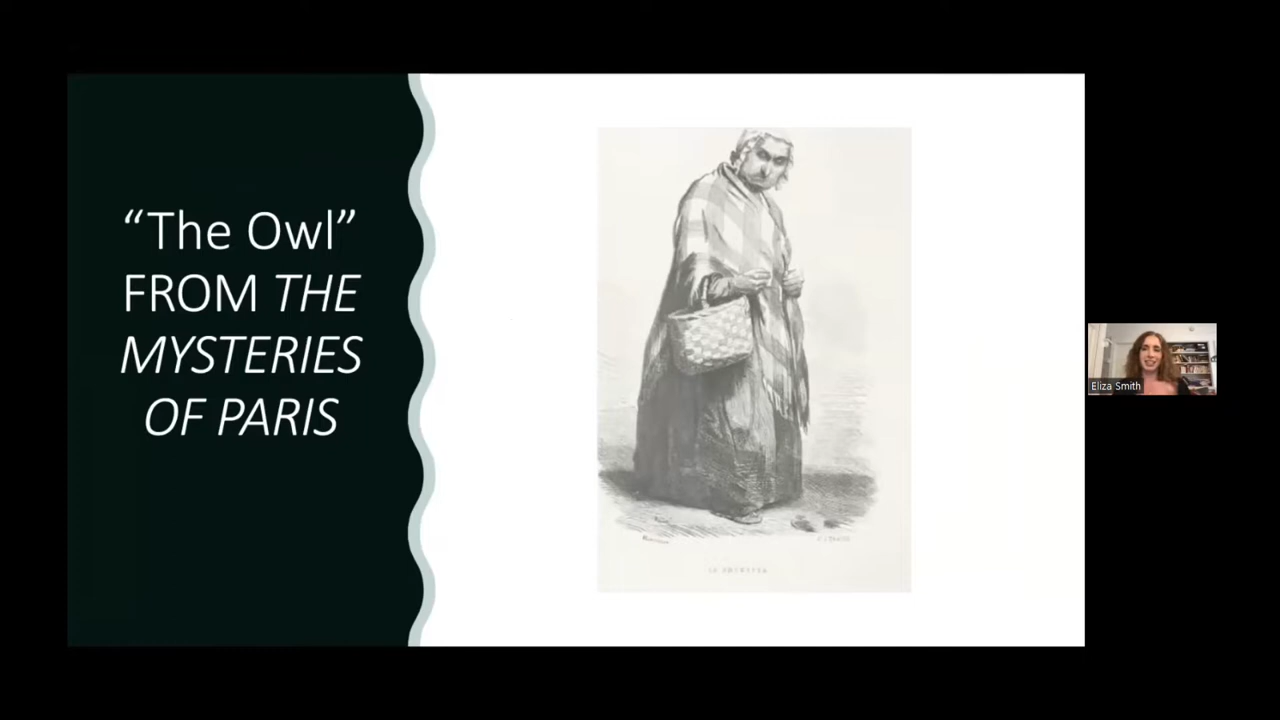 “The Owl”
FROM THE
MYSTERIES
OF PARIS
Eliza Smith